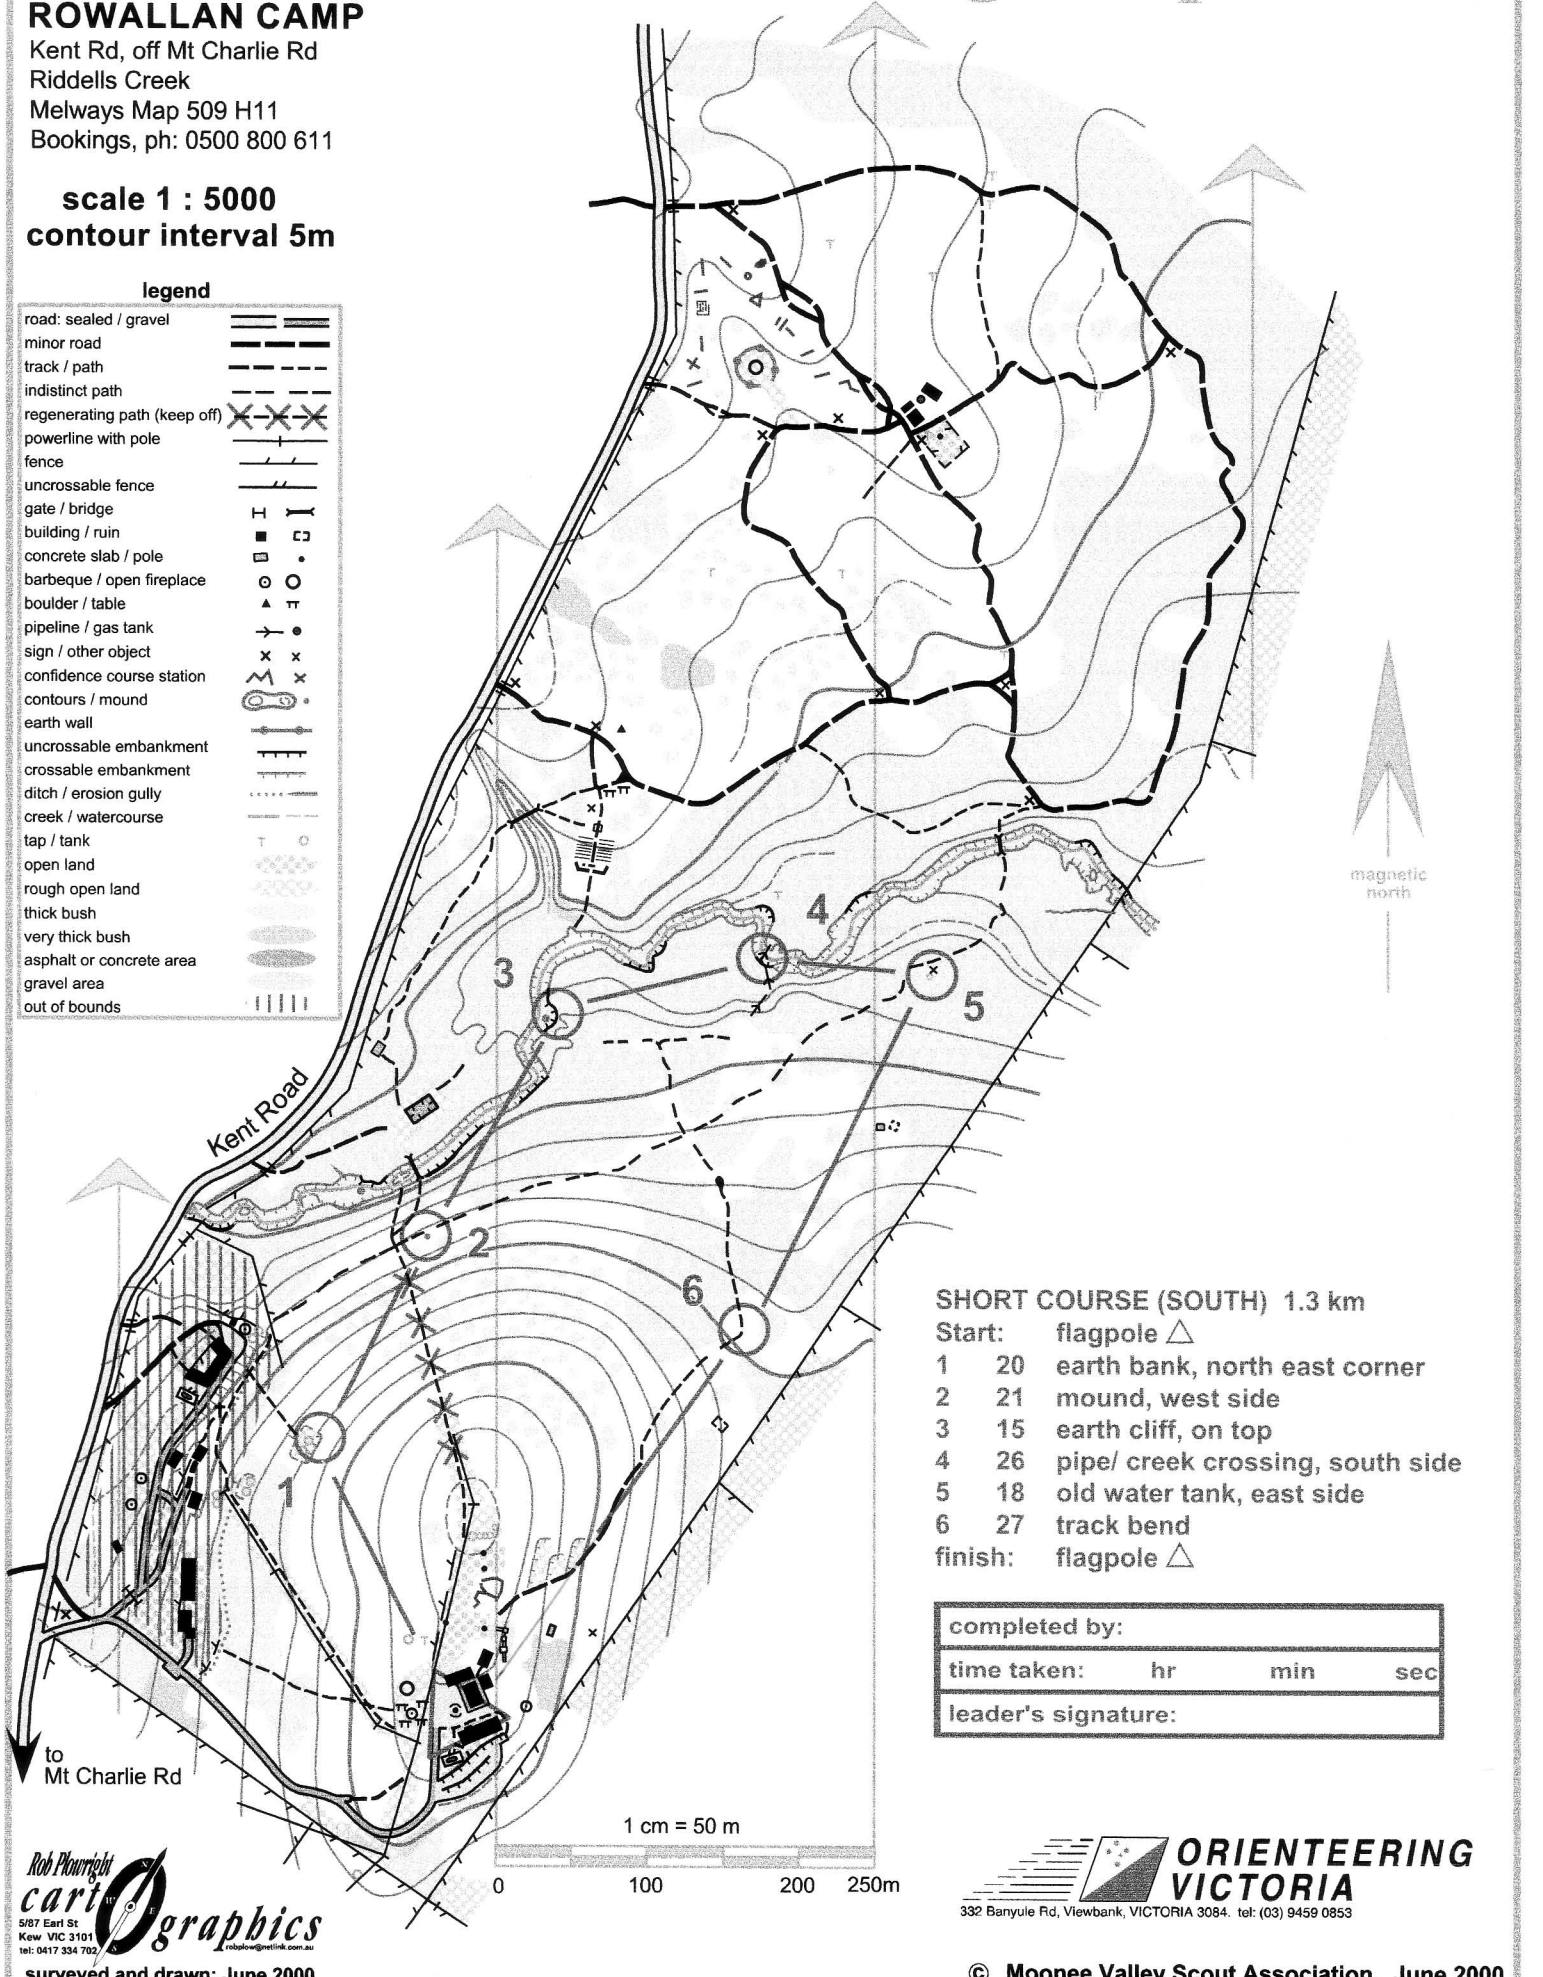 ROWALLAN CAMP
Kent Rd, off Mt Charlie Rd
Riddells Creek
Melways Map 509 H11
Bookings, ph: 0500 800 611
scale 1 : 5000
contour interval 5m
legend
road: sealed / gravel
minor road
track / path
indistinct path
regenerating path (keep off)
powerline with pole
fence
uncrossable fence
gate / bridge
building / ruin
concrete slab / pole
barbeque / open fireplace
boulder / table
pipeline / gas tank
sign / other object
confidence course station
contours / mound
earth wall
uncrossable embankment
crossable embankment
ditch / erosion gully
creek / watercourse
tap / tank
open land
rough open land
thick bush
very thick bush
asphalt or concrete area
gravel area
out of bounds
magnetic
north
4
3
5
Kent Road
2
6
1
SHORT COURSE (SOUTH) 1.3 km
Start: flagpole
1 20 earth bank, north east corner
2 21 mound, west side
3 15 earth cliff, on top
4 26 pipe/ creek crossing, south side
5 18 old water tank, east side
6 27 track bend
finish: flagpole
completed by:
time taken: hr min sec
leader's signature:
to
Mt Charlie Rd
1 cm = 50 m
0 100 200 250m
Rob Plowright
cart
graphics
5/87 Earl St
Kew VIC 3101
tel: 0417 334 702
robplow@netlink.com.au
surveyed and drawn: June 2000
ORIENTEERING
VICTORIA
332 Banyule Rd, Viewbank, VICTORIA 3084. tel: (03) 9459 0853
© Moonee Valley Scout Association June 2000